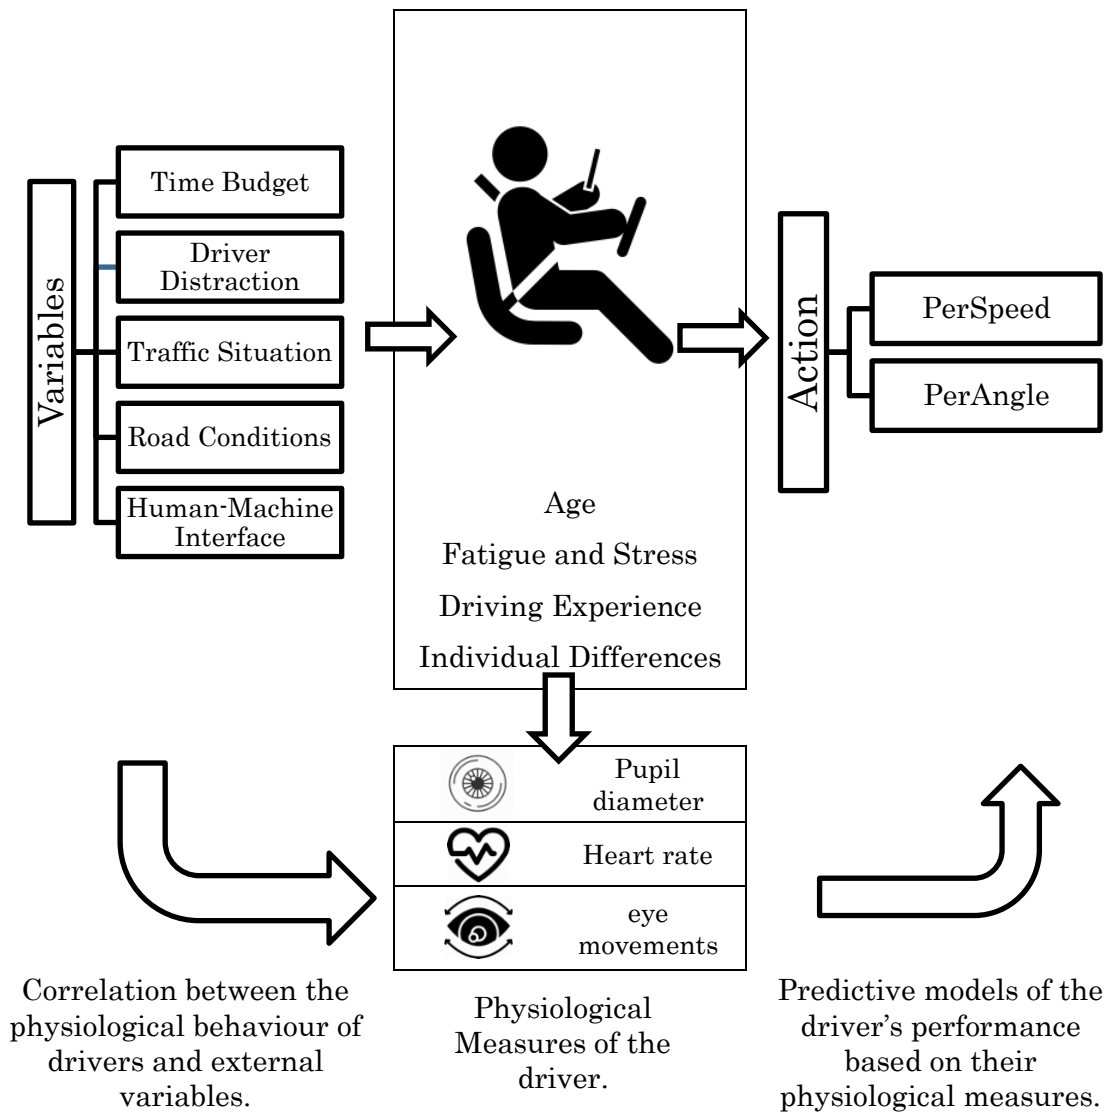 Variables
Time Budget
Driver
Distraction
Traffic Situation
Road Conditions
Human-Machine
Interface
Age
Fatigue and Stress
Driving Experience
Individual Differences
Action
PerSpeed
PerAngle
Pupil
diameter
Heart rate
eye
movements
Correlation between the
physiological behaviour of
drivers and external
variables.
Physiological
Measures of the
driver.
Predictive models of the
driver’s performance
based on their
physiological measures.